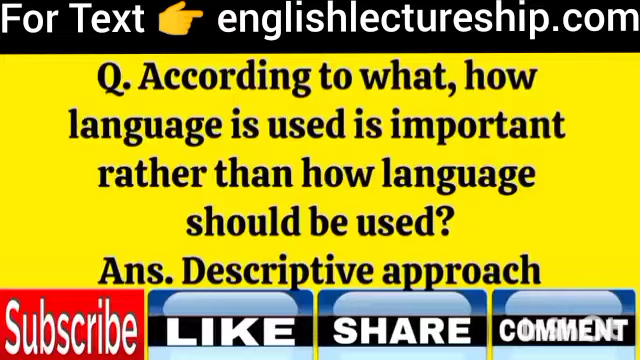 For Text 👉 englishlectureship.com
Q. According to what, how
language is used is important
rather than how language
should be used?
Ans. Descriptive approach
Subscribe LIKE SHARE COMMENT